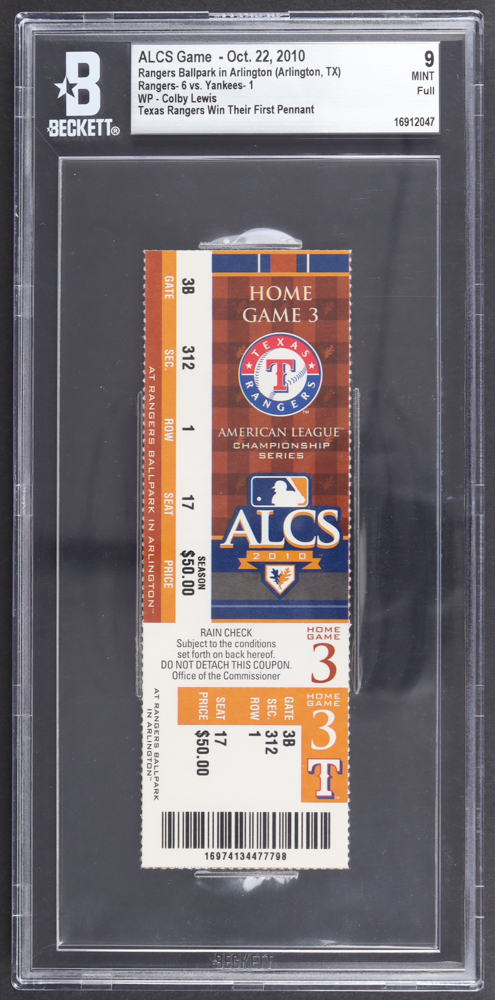 ALCS Game - Oct. 22, 2010
Rangers Ballpark in Arlington (Arlington, TX)
Rangers- 6 vs. Yankees- 1
WP - Colby Lewis
Texas Rangers Win Their First Pennant
9
MINT
Full
16912047
B
BECKETT®
HOME
GAME 3
TEXAS
T
RANGERS
™
AMERICAN LEAGUE™
CHAMPIONSHIP
SERIES
ALCS
2010
AT RANGERS BALLPARK IN ARLINGTON™
GATE
SEC.
ROW
SEAT
PRICE
3B
312
1
17
SEASON
$50.00
RAIN CHECK
Subject to the conditions
set forth on back hereof.
DO NOT DETACH THIS COUPON.
Office of the Commissioner
HOME
GAME
3
HOME
GAME
3
T
AT RANGERS BALLPARK
IN ARLINGTON™
GATE 3B
SEC. 312
ROW 1
SEAT 17
PRICE $50.00
16974134477798
BECKETT